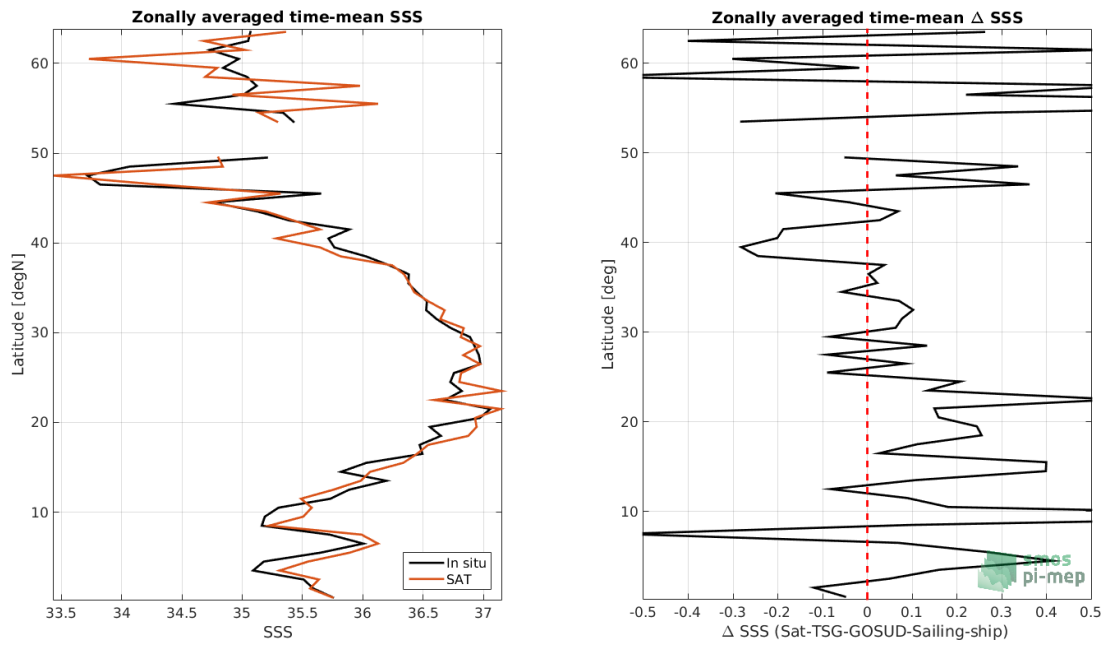 Zonally averaged time-mean SSS
60
50
40
30
20
10
Latitude [degN]
33.5 34 34.5 35 35.5 36 36.5 37
SSS
In situ
SAT
Zonally averaged time-mean Δ SSS
60
50
40
30
20
10
Latitude [deg]
-0.5 -0.4 -0.3 -0.2 -0.1 0 0.1 0.2 0.3 0.4 0.5
Δ SSS (Sat-TSG-GOSUD-Sailing-ship)
smos
pi-mep